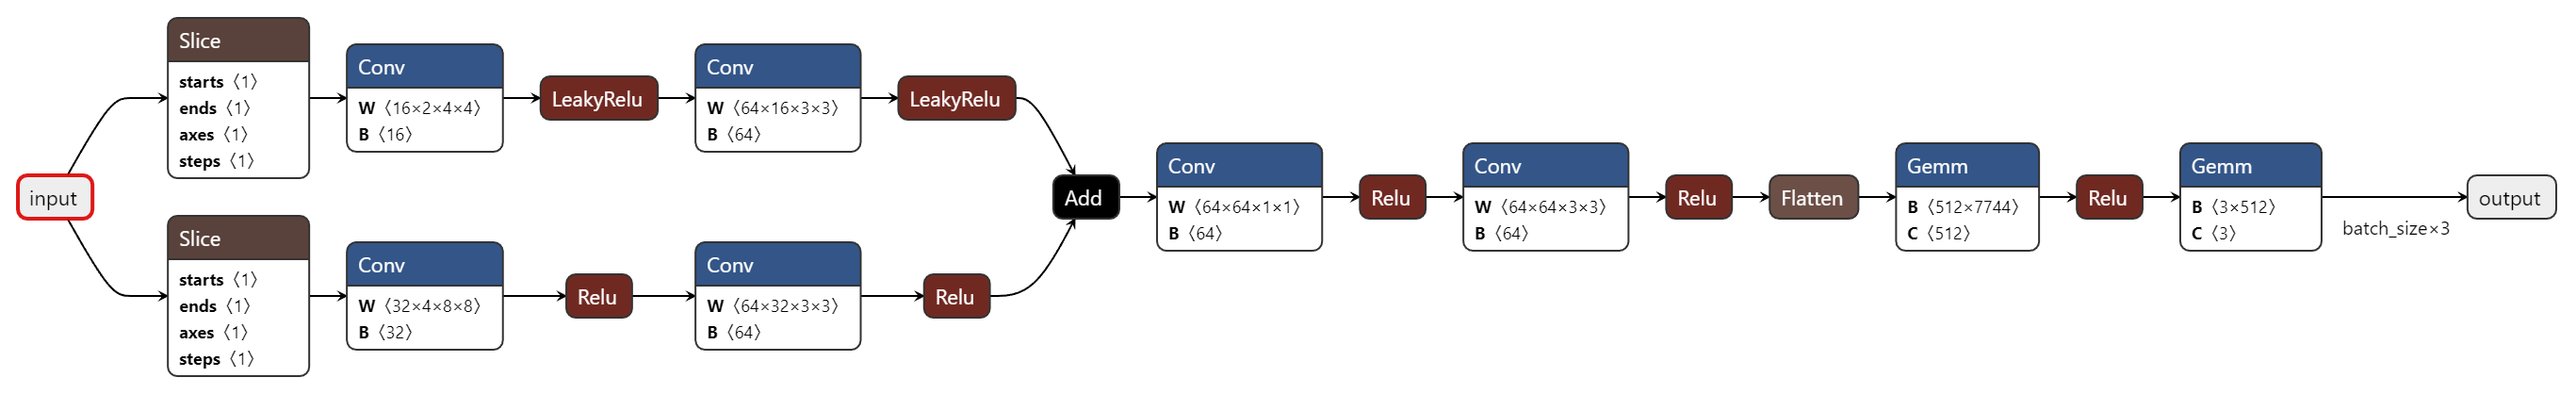 input
Slice
starts 〈1〉
ends 〈1〉
axes 〈1〉
steps 〈1〉
Conv
W 〈16×2×4×4〉
B 〈16〉
LeakyRelu
Conv
W 〈64×16×3×3〉
B 〈64〉
LeakyRelu
Slice
starts 〈1〉
ends 〈1〉
axes 〈1〉
steps 〈1〉
Conv
W 〈32×4×8×8〉
B 〈32〉
Relu
Conv
W 〈64×32×3×3〉
B 〈64〉
Relu
Add
Conv
W 〈64×64×1×1〉
B 〈64〉
Relu
Conv
W 〈64×64×3×3〉
B 〈64〉
Relu
Flatten
Gemm
B 〈512×7744〉
C 〈512〉
Relu
Gemm
B 〈3×512〉
C 〈3〉
batch_size×3
output